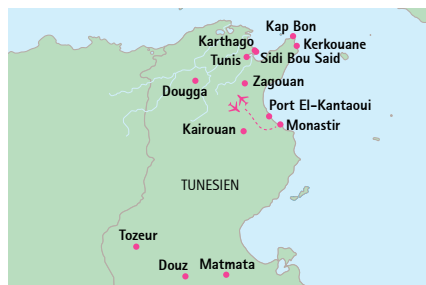 Kap Bon
Karthago
Kerkouane
Tunis
Sidi Bou Said
Dougga
Zagouan
Port El-Kantaoui
Monastir
Kairouan
TUNESIEN
Tozeur
Douz
Matmata